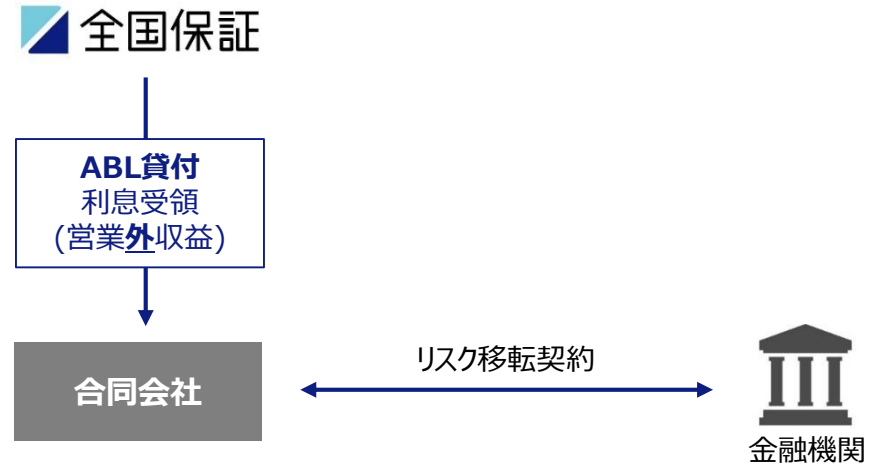 全国保証
ABL貸付
利息受領
(営業外収益)
合同会社
リスク移転契約
金融機関